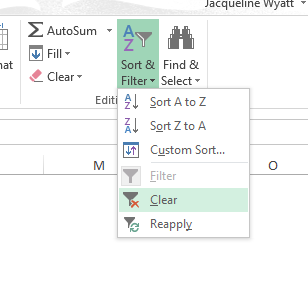 Jacqueline Wyatt
AutoSum
Fill
Clear
Sort & Filter
Find & Select
Sort A to Z
Sort Z to A
Custom Sort...
Filter
Clear
Reapply
M
O